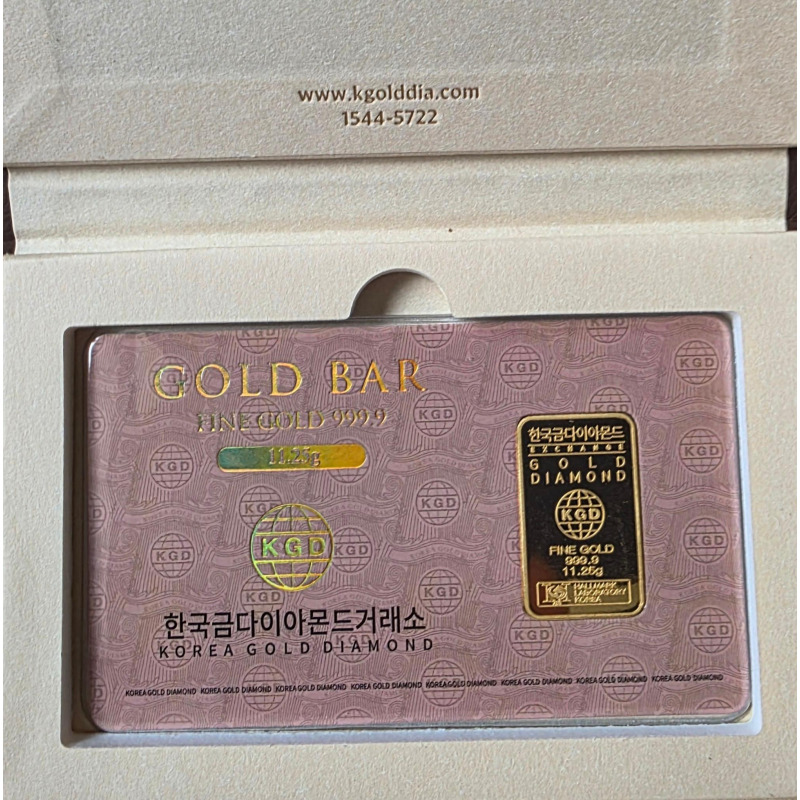 www.kgolddia.com
1544-5722
GOLD BAR
FINE GOLD 999.9
11.25g
KGD
한국금다이아몬드거래소
KOREA GOLD DIAMOND
KOREA GOLD DIAMOND KOREA GOLD DIAMOND KOREA GOLD DIAMOND KOREA GOLD DIAMOND KOREA GOLD DIAMOND KOREA GOLD DIAMOND KOREA GOLD DIAMOND KOREA GOLD DIAMOND
한국금다이아몬드
EXCHANGE
GOLD
DIAMOND
KGD
FINE GOLD
999.9
11.25g
HALLMARK
LABORATORY
KOREA